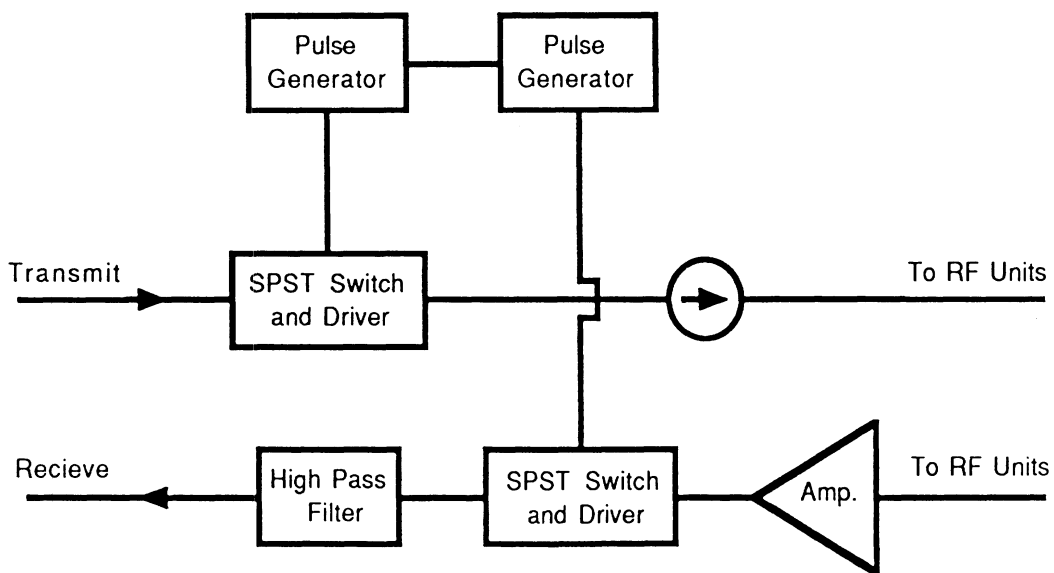 Pulse
Generator
Pulse
Generator
Transmit
SPST Switch
and Driver
To RF Units
Recieve
High Pass
Filter
SPST Switch
and Driver
Amp.
To RF Units